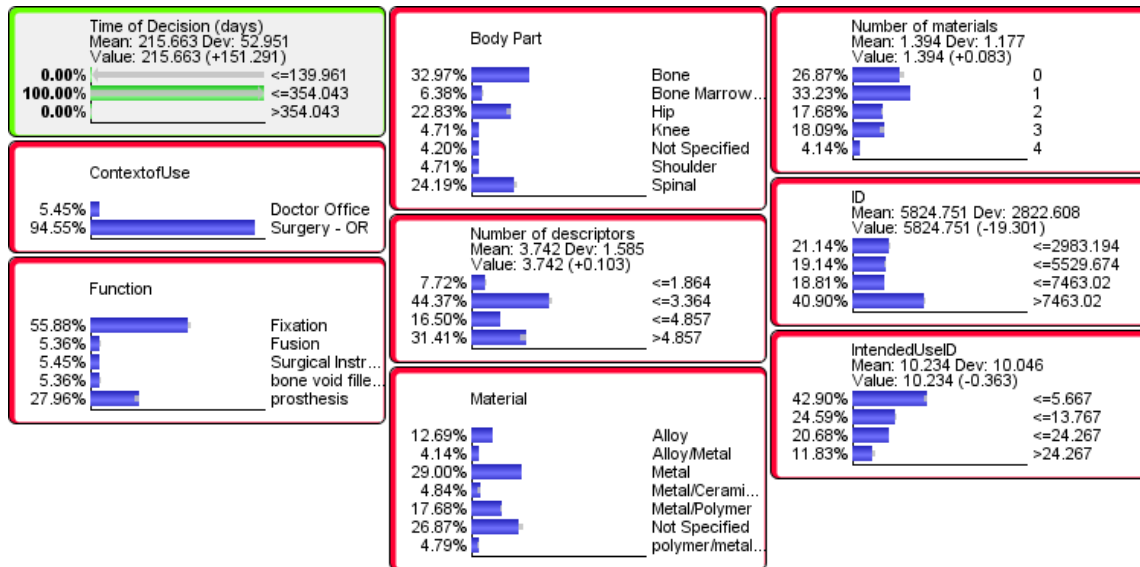 Time of Decision (days)
Mean: 215.663 Dev: 52.951
Value: 215.663 (+151.291)
0.00% <=139.961
100.00% <=354.043
0.00% >354.043
ContextofUse
5.45% Doctor Office
94.55% Surgery - OR
Function
55.88% Fixation
5.36% Fusion
5.45% Surgical Instr...
5.36% bone void fille...
27.96% prosthesis
Body Part
32.97% Bone
6.38% Bone Marrow...
22.83% Hip
4.71% Knee
4.20% Not Specified
4.71% Shoulder
24.19% Spinal
Number of descriptors
Mean: 3.742 Dev: 1.585
Value: 3.742 (+0.103)
7.72% <=1.864
44.37% <=3.364
16.50% <=4.857
31.41% >4.857
Material
12.69% Alloy
4.14% Alloy/Metal
29.00% Metal
4.84% Metal/Cerami...
17.68% Metal/Polymer
26.87% Not Specified
4.79% polymer/metal...
Number of materials
Mean: 1.394 Dev: 1.177
Value: 1.394 (+0.083)
26.87% 0
33.23% 1
17.68% 2
18.09% 3
4.14% 4
ID
Mean: 5824.751 Dev: 2822.608
Value: 5824.751 (-19.301)
21.14% <=2983.194
19.14% <=5529.674
18.81% <=7463.02
40.90% >7463.02
IntendedUseID
Mean: 10.234 Dev: 10.046
Value: 10.234 (-0.363)
42.90% <=5.667
24.59% <=13.767
20.68% <=24.267
11.83% >24.267